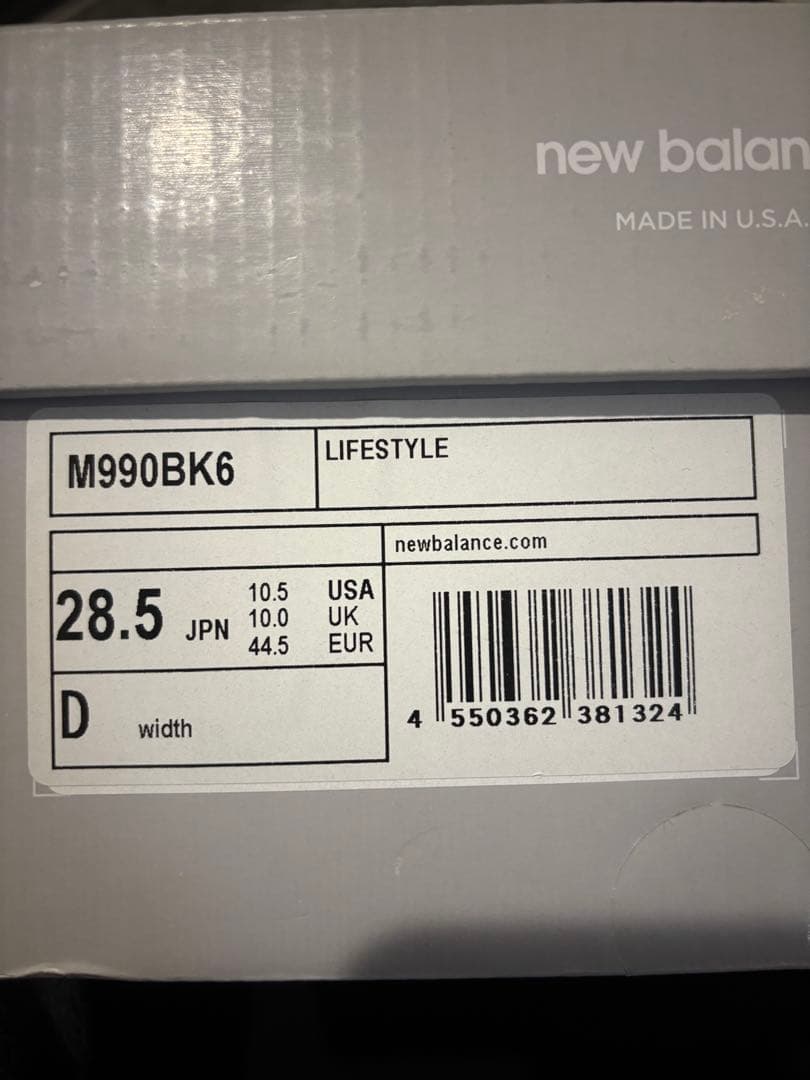 new balan
MADE IN U.S.A.
M990BK6
LIFESTYLE
newbalance.com
28.5 JPN
10.5 USA
10.0 UK
44.5 EUR
D width
4 550362 381324